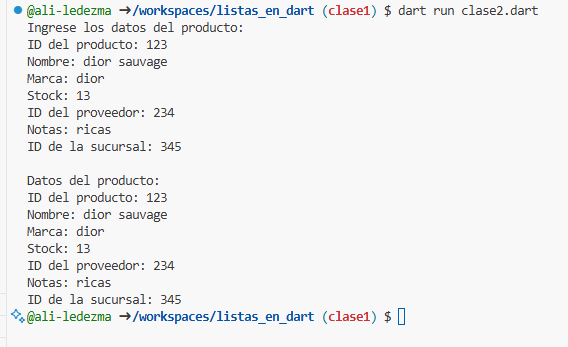 @ali-ledezma ➜/workspaces/listas_en_dart (clase1) $ dart run clase2.dart
Ingrese los datos del producto:
ID del producto: 123
Nombre: dior sauvage
Marca: dior
Stock: 13
ID del proveedor: 234
Notas: ricas
ID de la sucursal: 345

Datos del producto:
ID del producto: 123
Nombre: dior sauvage
Marca: dior
Stock: 13
ID del proveedor: 234
Notas: ricas
ID de la sucursal: 345
@ali-ledezma ➜/workspaces/listas_en_dart (clase1) $